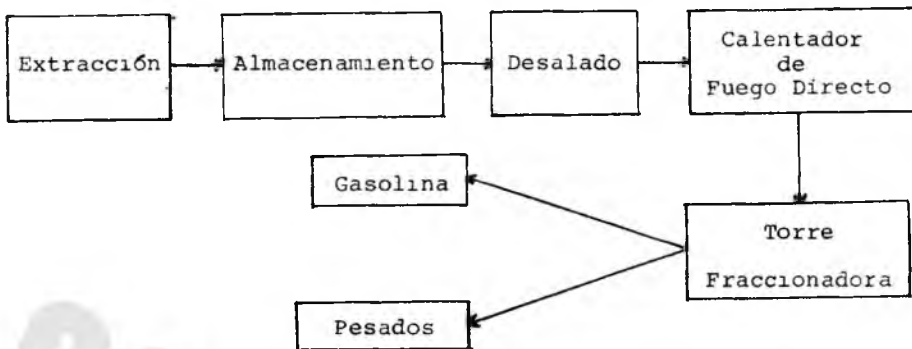 Extracción
Almacenamiento
Desalado
Calentador
de
Fuego Directo
Gasolina
Torre
Fraccionadora
Pesados